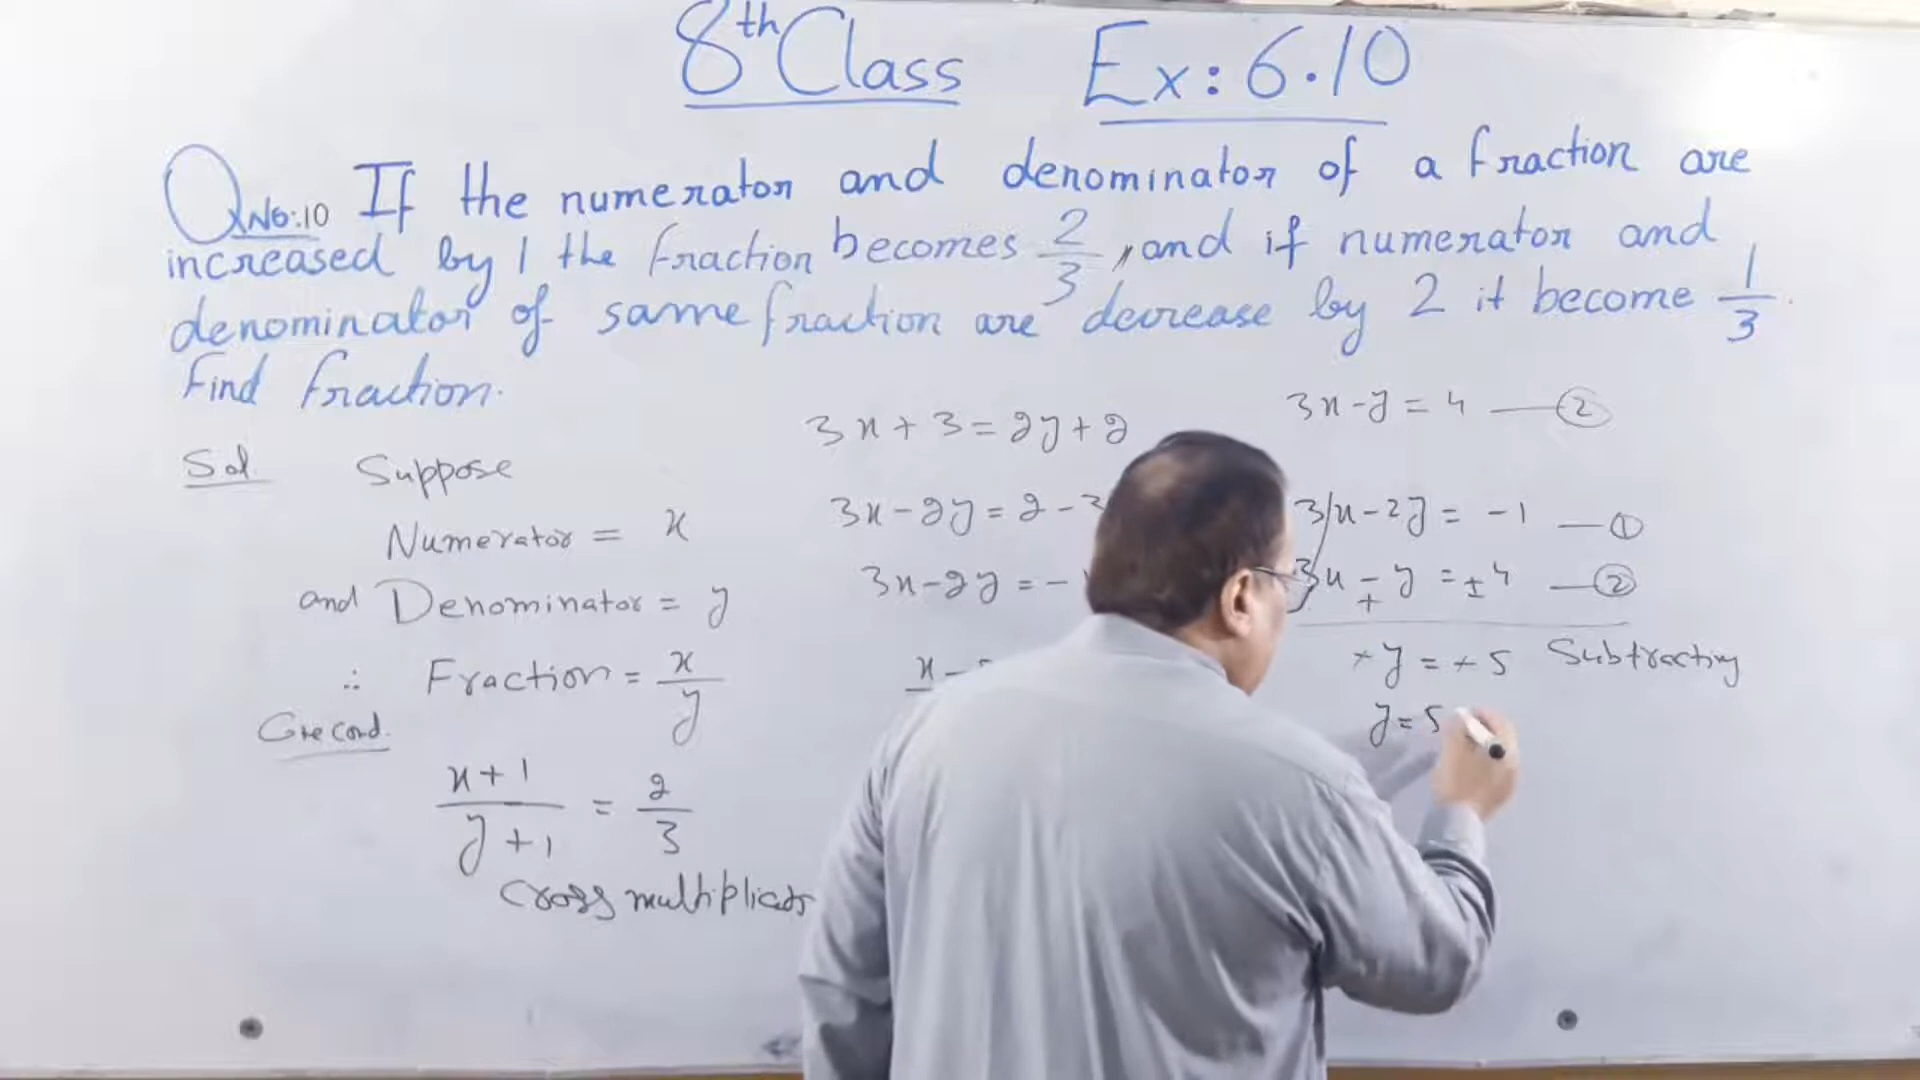 8th Class Ex: 6.10
Q No:10 If the numerator and denominator of a fraction are
increased by 1 the fraction becomes 2/3, and if numerator and
denominator of same fraction are decrease by 2 it become 1/3.
Find fraction.
Sol. Suppose
Numerator = x
and Denominator = y
∴ Fraction = x/y
Cond.
x+1/y+1 = 2/3
Cross
3x + 3 = 2y + 2
3x - 2y = 2 - 3
3x - 2y = -
x -
3x - y = 4 — ②
3x - 2y = -1 — ①
3x - y = ± 4 — ②
+
+y = +5 Subtracting
y = 5